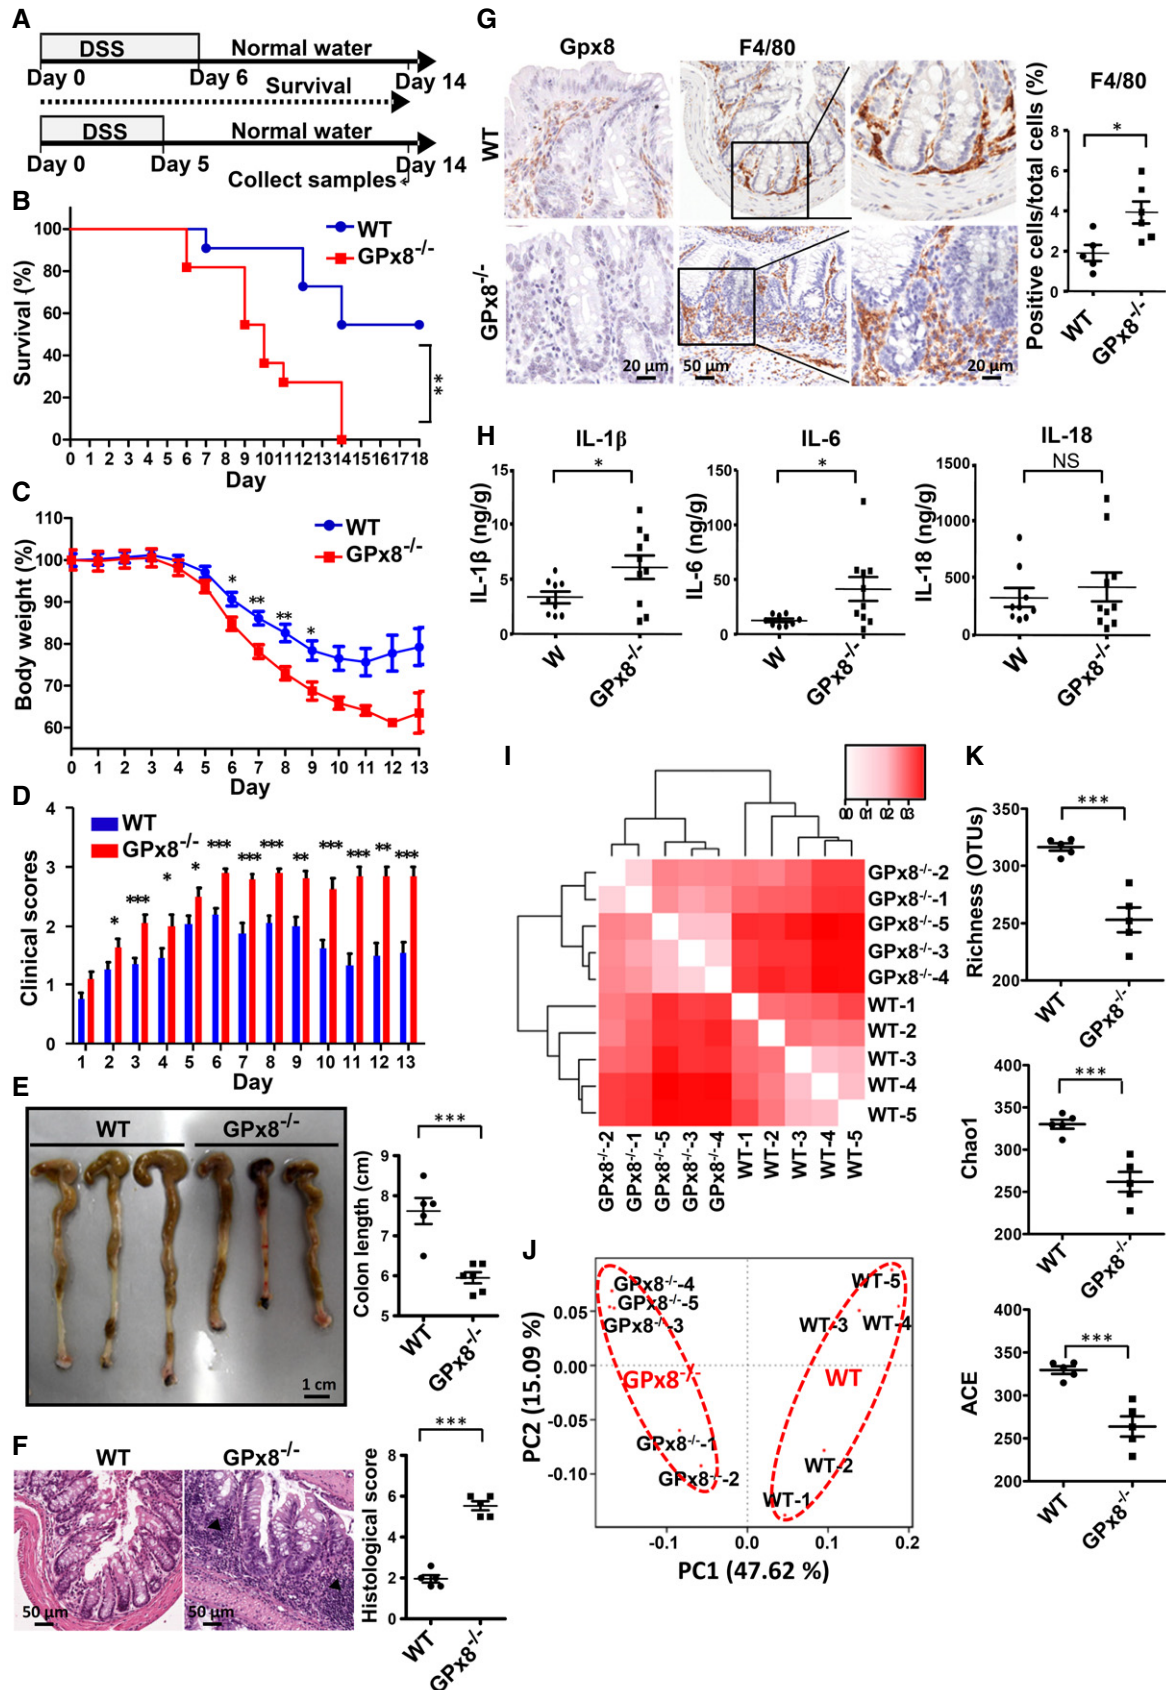 A
DSS
Normal water
Day 0
Day 6
Day 14
Survival
DSS
Normal water
Day 0
Day 5
Day 14
Collect samples
B
Survival (%)
100
80
60
40
20
0
WT
GPx8-/-
**
0 1 2 3 4 5 6 7 8 9 10 11 12 13 14 15 16 17 18
Day
C
Body weight (%)
110
100
90
80
70
60
WT
GPx8-/-
* ** ** *
0 1 2 3 4 5 6 7 8 9 10 11 12 13
Day
D
Clinical scores
4
3
2
1
0
WT
GPx8-/-
* *** * * *** *** *** ** *** *** ** ***
1 2 3 4 5 6 7 8 9 10 11 12 13
Day
E
WT
GPx8-/-
1 cm
Colon length (cm)
9
8
7
6
5
***
WT
GPx8-/-
F
WT
GPx8-/-
50 µm
50 µm
Histological score
8
6
4
2
0
***
WT
GPx8-/-
G
Gpx8
F4/80
WT
GPx8-/-
20 µm
50 µm
20 µm
F4/80
Positive cells/total cells (%)
8
6
4
2
0
*
WT
GPx8-/-
H
IL-1β
IL-1β (ng/g)
15
10
5
0
*
W
GPx8-/-
IL-6
IL-6 (ng/g)
150
100
50
0
*
W
GPx8-/-
IL-18
IL-18 (ng/g)
1500
1000
500
0
NS
W
GPx8-/-
I
00 01 02 03
GPx8-/--2
GPx8-/--1
GPx8-/--5
GPx8-/--3
GPx8-/--4
WT-1
WT-2
WT-3
WT-4
WT-5
GPx8-/--2
GPx8-/--1
GPx8-/--5
GPx8-/--3
GPx8-/--4
WT-1
WT-2
WT-3
WT-4
WT-5
J
PC2 (15.09 %)
0.05
0.00
-0.05
-0.10
GPx8-/--4
GPx8-/--5
GPx8-/--3
GPx8-/-
GPx8-/--1
GPx8-/--2
WT-5
WT-3
WT-4
WT
WT-2
WT-1
-0.1 0.0 0.1 0.2
PC1 (47.62 %)
K
Richness (OTUs)
350
300
250
200
***
WT
GPx8-/-
Chao1
400
350
300
250
200
***
WT
GPx8-/-
ACE
400
350
300
250
200
***
WT
GPx8-/-